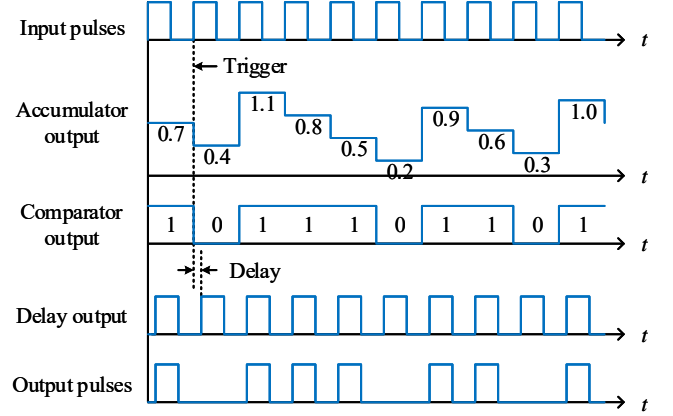 Input pulses
t
Trigger
Accumulator
output
0.7 0.4 1.1 0.8 0.5 0.2 0.9 0.6 0.3 1.0
t
Comparator
output
1 0 1 1 1 0 1 1 0 1
t
Delay
Delay output
t
Output pulses
t